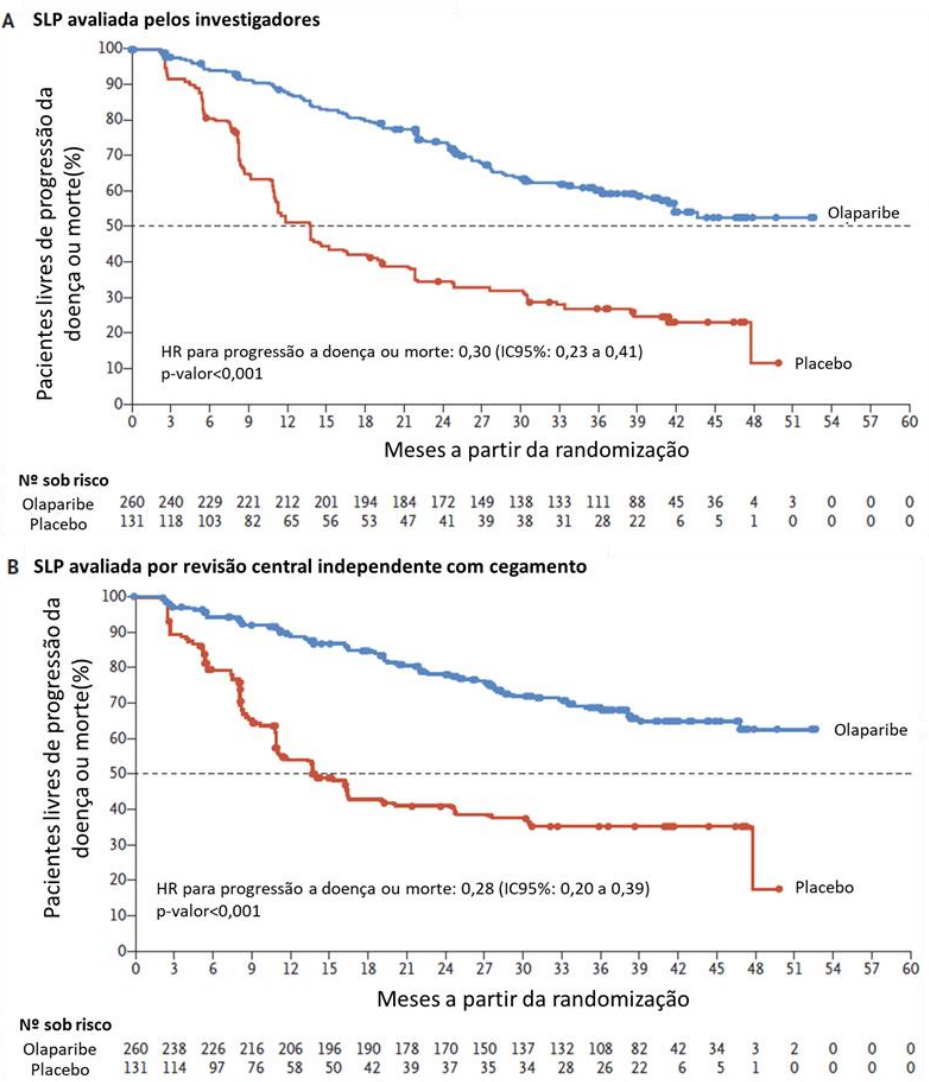 A SLP avaliada pelos investigadores
Pacientes livres de progressão da
doença ou morte(%)
100
90
80
70
60
50
40
30
20
10
0
Olaparibe
Placebo
HR para progressão a doença ou morte: 0,30 (IC95%: 0,23 a 0,41)
p-valor<0,001
0 3 6 9 12 15 18 21 24 27 30 33 36 39 42 45 48 51 54 57 60
Meses a partir da randomização
Nº sob risco
Olaparibe 260 240 229 221 212 201 194 184 172 149 138 133 111 88 45 36 4 3 0 0 0
Placebo 131 118 103 82 65 56 53 47 41 39 38 31 28 22 6 5 1 0 0 0 0
B SLP avaliada por revisão central independente com cegamento
Pacientes livres de progressão da
doença ou morte(%)
100
90
80
70
60
50
40
30
20
10
0
Olaparibe
Placebo
HR para progressão a doença ou morte: 0,28 (IC95%: 0,20 a 0,39)
p-valor<0,001
0 3 6 9 12 15 18 21 24 27 30 33 36 39 42 45 48 51 54 57 60
Meses a partir da randomização
Nº sob risco
Olaparibe 260 238 226 216 206 196 190 178 170 150 137 132 108 82 42 34 3 2 0 0 0
Placebo 131 114 97 76 58 50 42 39 37 35 34 28 26 22 6 5 1 0 0 0 0